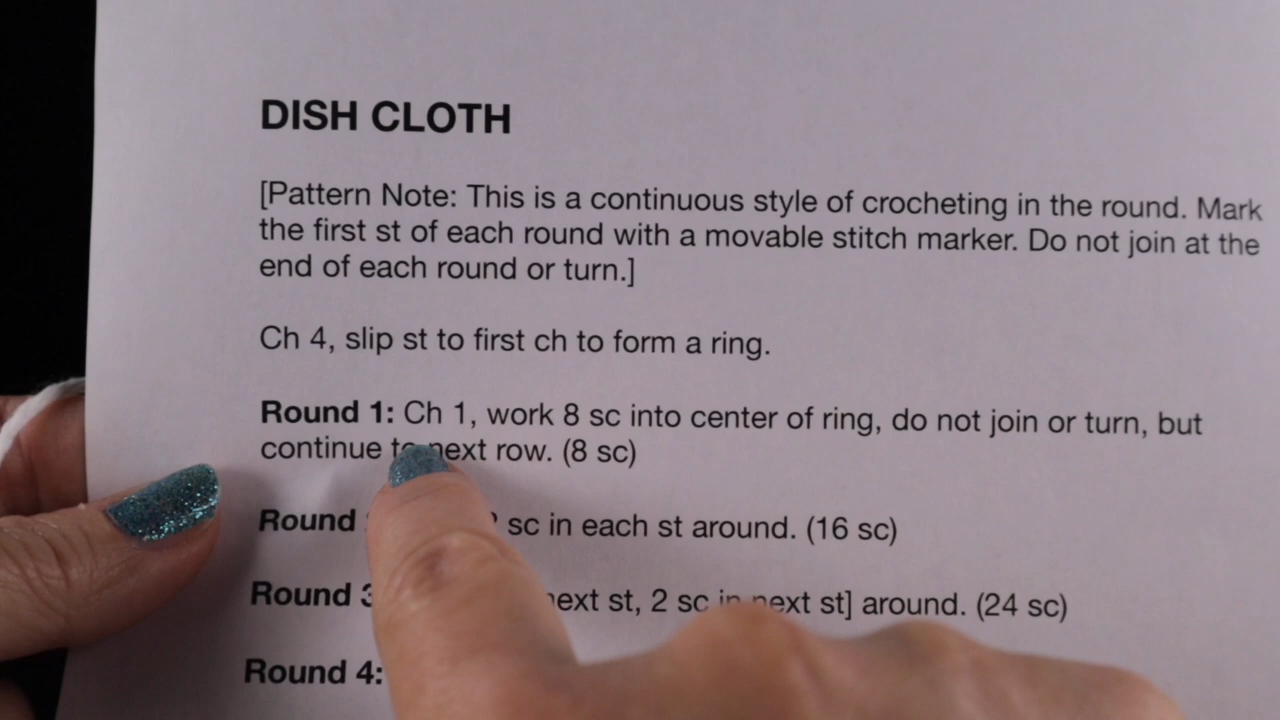 DISH CLOTH
[Pattern Note: This is a continuous style of crocheting in the round. Mark
the first st of each round with a movable stitch marker. Do not join at the
end of each round or turn.]
Ch 4, slip st to first ch to form a ring.
Round 1: Ch 1, work 8 sc into center of ring, do not join or turn, but
continue to next row. (8 sc)
Round sc in each st around. (16 sc)
Round 3 next st, 2 sc in next st] around. (24 sc)
Round 4: